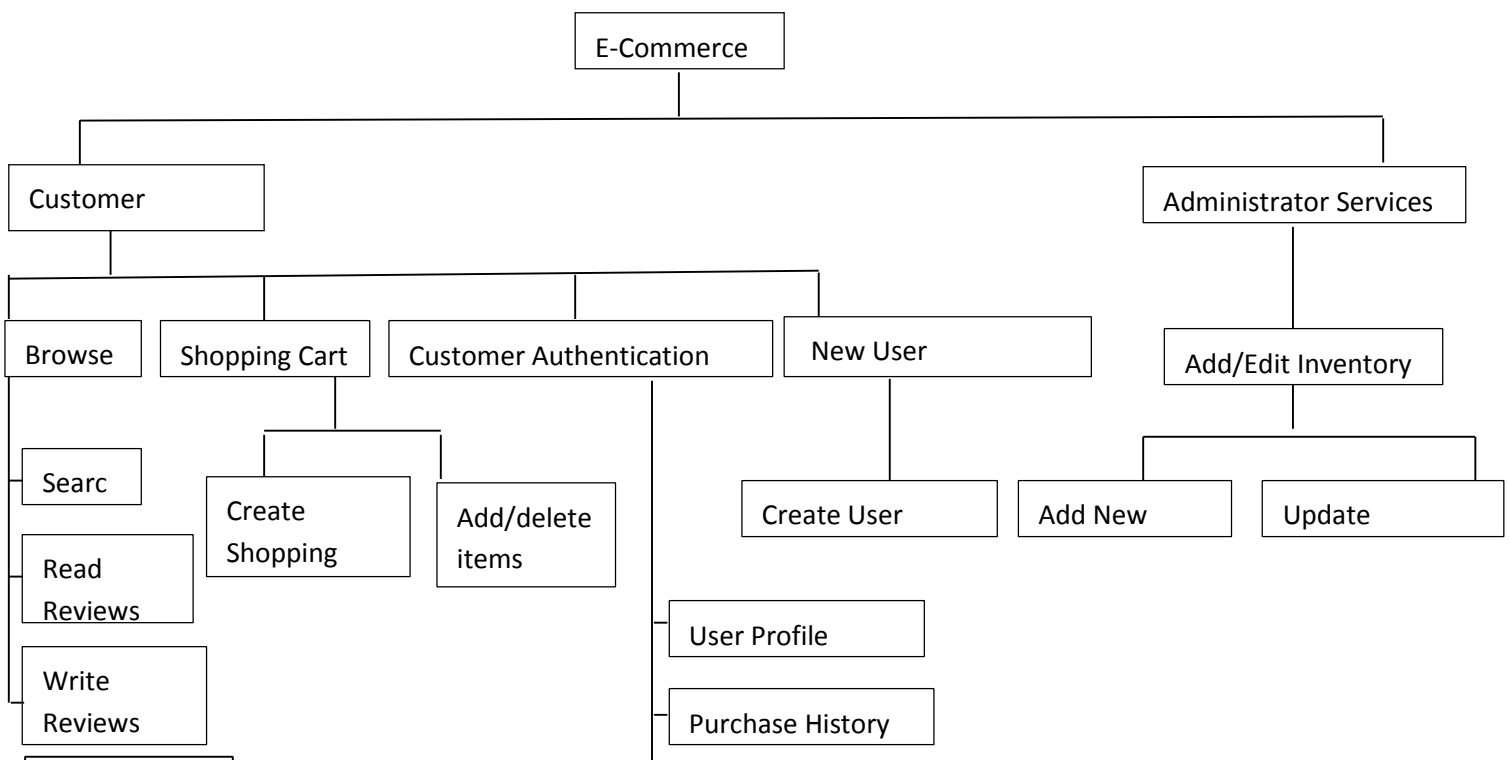 E-Commerce
Customer
Administrator Services
Browse
Shopping Cart
Customer Authentication
New User
Add/Edit Inventory
Searc
Create
Shopping
Add/delete
items
Create User
Add New
Update
Read
Reviews
User Profile
Write
Reviews
Purchase History